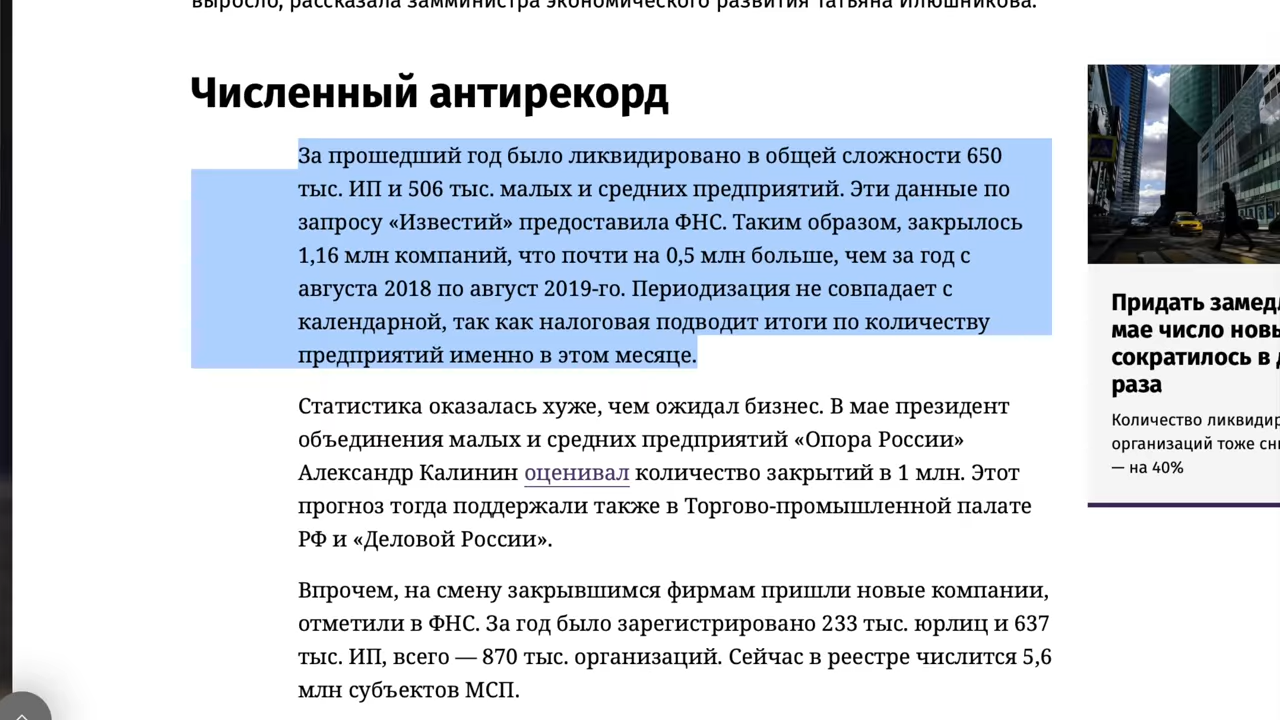 выросло, рассказала замминистра экономического развития Татьяна Илюшникова.
Численный антирекорд
За прошедший год было ликвидировано в общей сложности 650
тыс. ИП и 506 тыс. малых и средних предприятий. Эти данные по
запросу «Известий» предоставила ФНС. Таким образом, закрылось
1,16 млн компаний, что почти на 0,5 млн больше, чем за год с
августа 2018 по август 2019-го. Периодизация не совпадает с
календарной, так как налоговая подводит итоги по количеству
предприятий именно в этом месяце.
Статистика оказалась хуже, чем ожидал бизнес. В мае президент
объединения малых и средних предприятий «Опора России»
Александр Калинин оценивал количество закрытий в 1 млн. Этот
прогноз тогда поддержали также в Торгово-промышленной палате
РФ и «Деловой России».
Впрочем, на смену закрывшимся фирмам пришли новые компании,
отметили в ФНС. За год было зарегистрировано 233 тыс. юрлиц и 637
тыс. ИП, всего — 870 тыс. организаций. Сейчас в реестре числится 5,6
млн субъектов МСП.
Придать
мае число
сократилось в
раза
Количество
организаций тоже
— на 40%